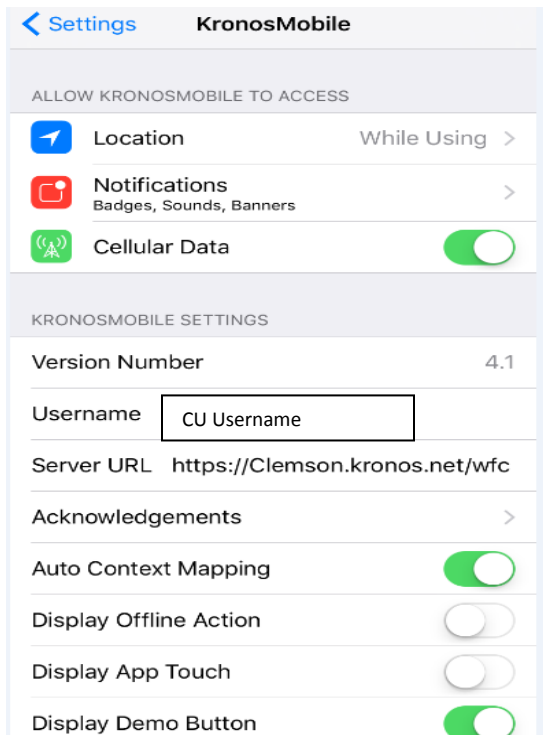 Settings KronosMobile
ALLOW KRONOSMOBILE TO ACCESS
Location While Using
Notifications
Badges, Sounds, Banners
Cellular Data
KRONOSMOBILE SETTINGS
Version Number 4.1
Username CU Username
Server URL https://Clemson.kronos.net/wfc
Acknowledgements
Auto Context Mapping
Display Offline Action
Display App Touch
Display Demo Button